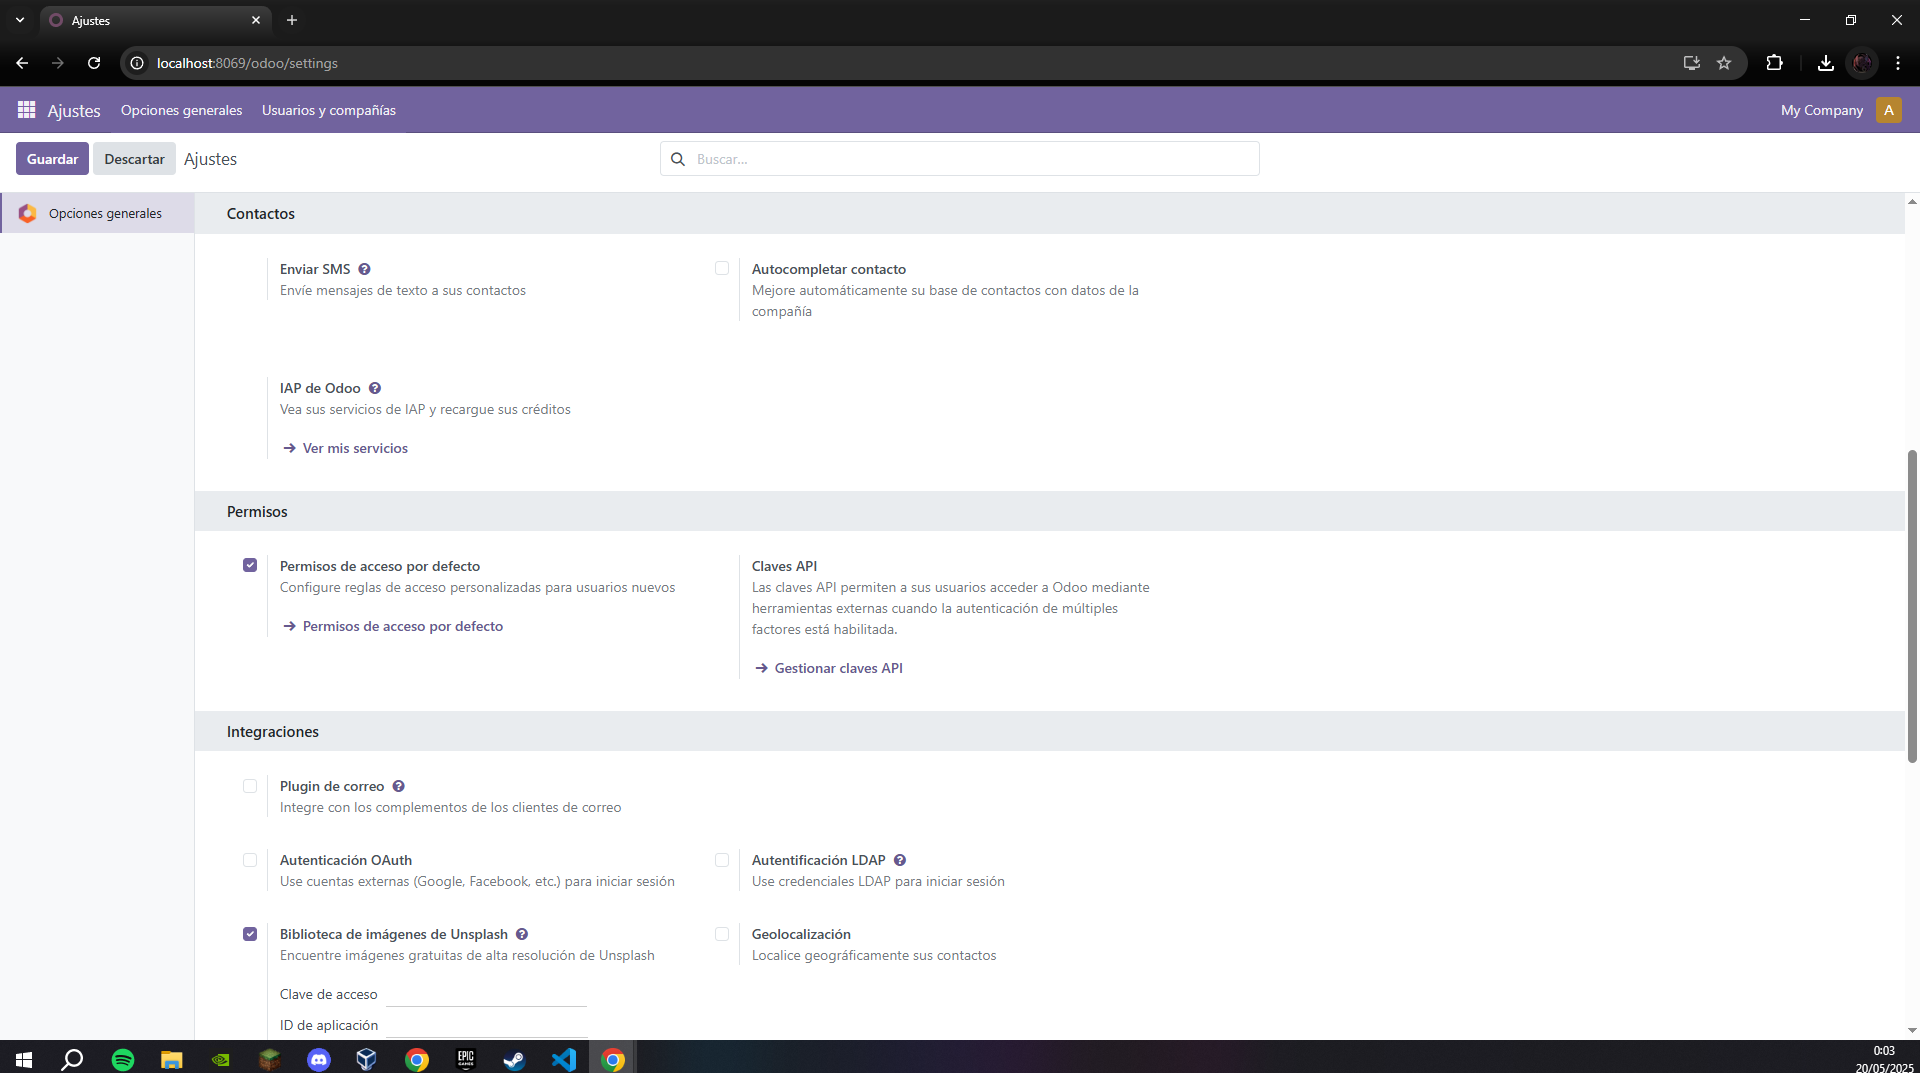 Ajustes
localhost:8069/odoo/settings
Ajustes
Opciones generales
Usuarios y compañías
My Company
A
Guardar
Descartar
Ajustes
Buscar...
Opciones generales
Contactos
Enviar SMS ?
Envíe mensajes de texto a sus contactos
Autocompletar contacto
Mejore automáticamente su base de contactos con datos de la
compañía
IAP de Odoo ?
Vea sus servicios de IAP y recargue sus créditos
→ Ver mis servicios
Permisos
Permisos de acceso por defecto
Configure reglas de acceso personalizadas para usuarios nuevos
→ Permisos de acceso por defecto
Claves API
Las claves API permiten a sus usuarios acceder a Odoo mediante
herramientas externas cuando la autenticación de múltiples
factores está habilitada.
→ Gestionar claves API
Integraciones
Plugin de correo ?
Integre con los complementos de los clientes de correo
Autenticación OAuth
Use cuentas externas (Google, Facebook, etc.) para iniciar sesión
Autentificación LDAP ?
Use credenciales LDAP para iniciar sesión
Biblioteca de imágenes de Unsplash ?
Encuentre imágenes gratuitas de alta resolución de Unsplash
Geolocalización
Localice geográficamente sus contactos
Clave de acceso
ID de aplicación
EPIC
GAMES
0:03
20/05/2025